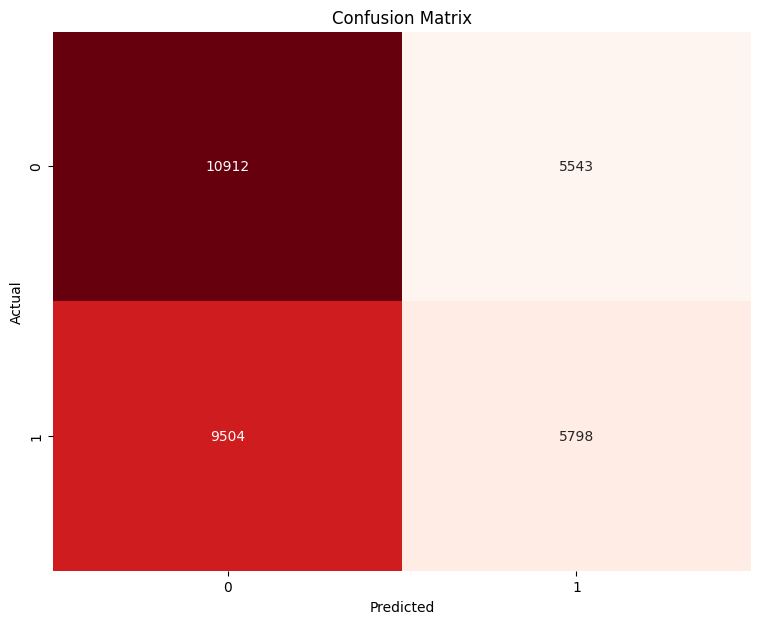 Confusion Matrix
Actual
0
10912
5543
1
9504
5798
0
1
Predicted